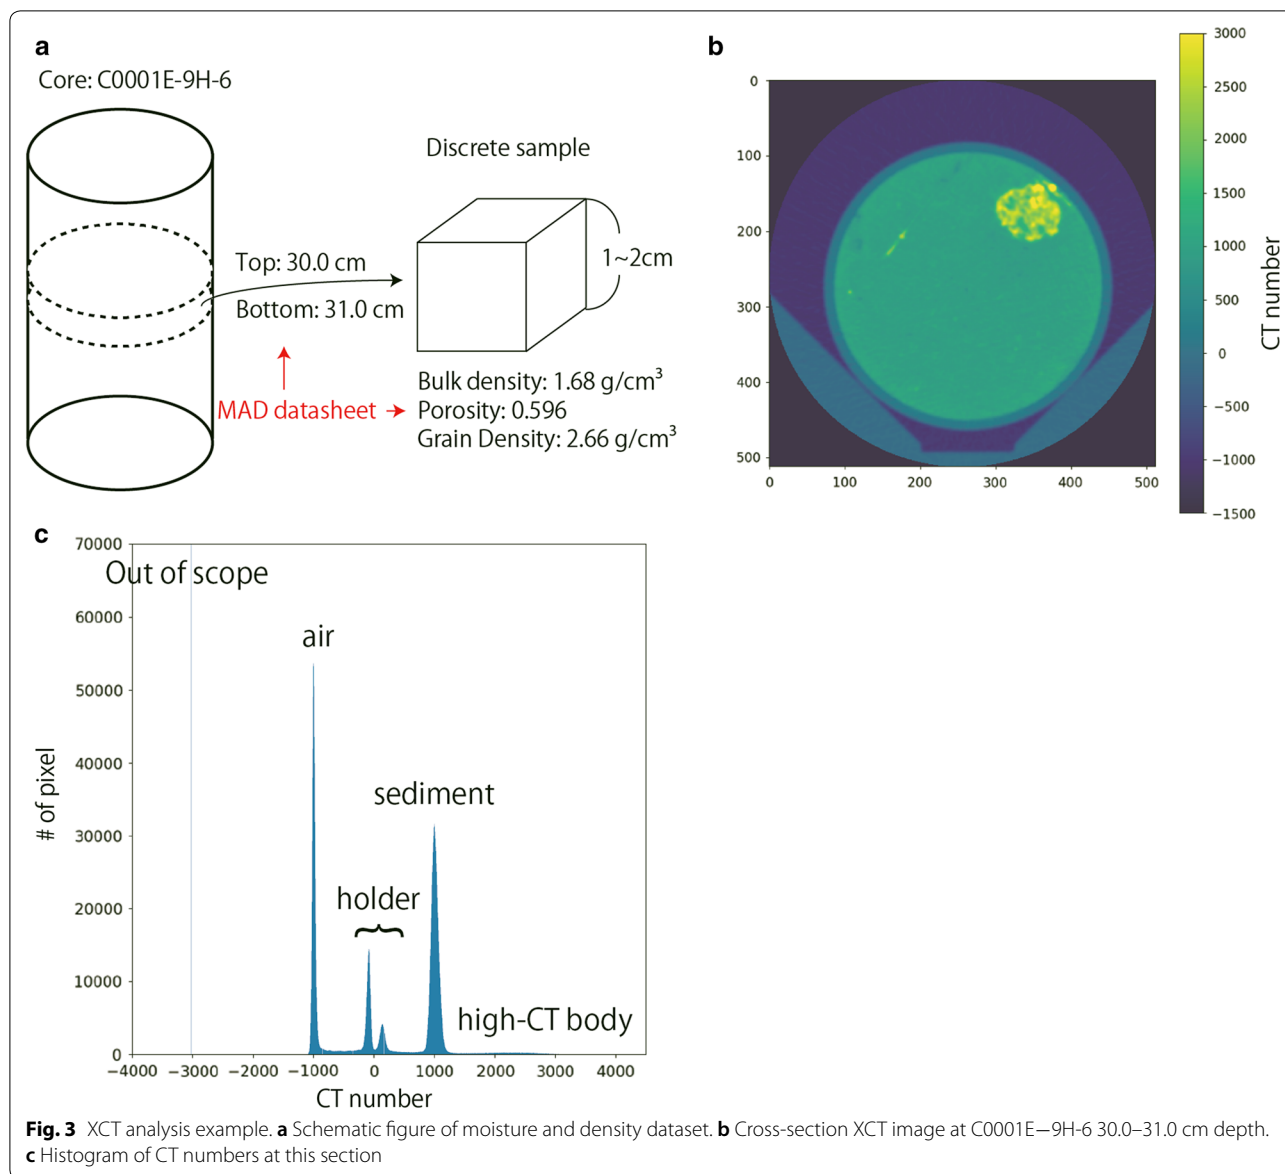 a
Core: C0001E-9H-6
Discrete sample
Top: 30.0 cm
Bottom: 31.0 cm
1~2cm
MAD datasheet
Bulk density: 1.68 g/cm³
Porosity: 0.596
Grain Density: 2.66 g/cm³
b
0
100
200
300
400
500
0 100 200 300 400 500
3000
2500
2000
1500
1000
500
0
−500
−1000
−1500
CT number
c
70000
60000
50000
40000
30000
20000
10000
0
# of pixel
Out of scope
air
sediment
holder
high-CT body
−4000 −3000 −2000 −1000 0 1000 2000 3000 4000
CT number
Fig. 3 XCT analysis example. a Schematic figure of moisture and density dataset. b Cross-section XCT image at C0001E—9H-6 30.0–31.0 cm depth.
c Histogram of CT numbers at this section